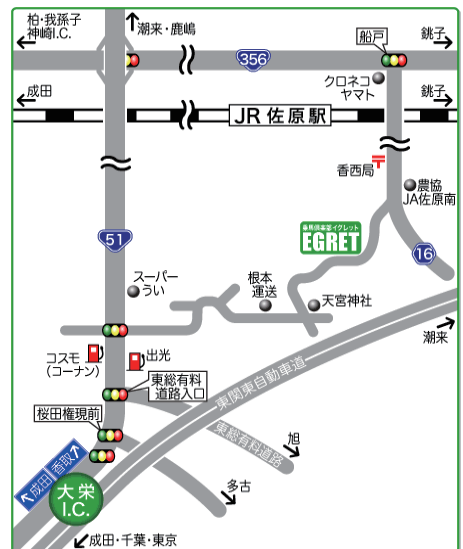 柏・我孫子
神崎I.C.
潮来・鹿嶋
船戸
銚子
356
クロネコ
ヤマト
成田
銚子
JR 佐原駅
香西局
農協
JA佐原南
乗馬倶楽部イグレット
EGRET
51
16
スーパー
うい
根本
運送
天宮神社
潮来
コスモ
(コーナン)
出光
東総有料
道路入口
東関東自動車道
桜田権現前
東総有料道路
旭
成田
香取
多古
大栄
I.C.
成田・千葉・東京